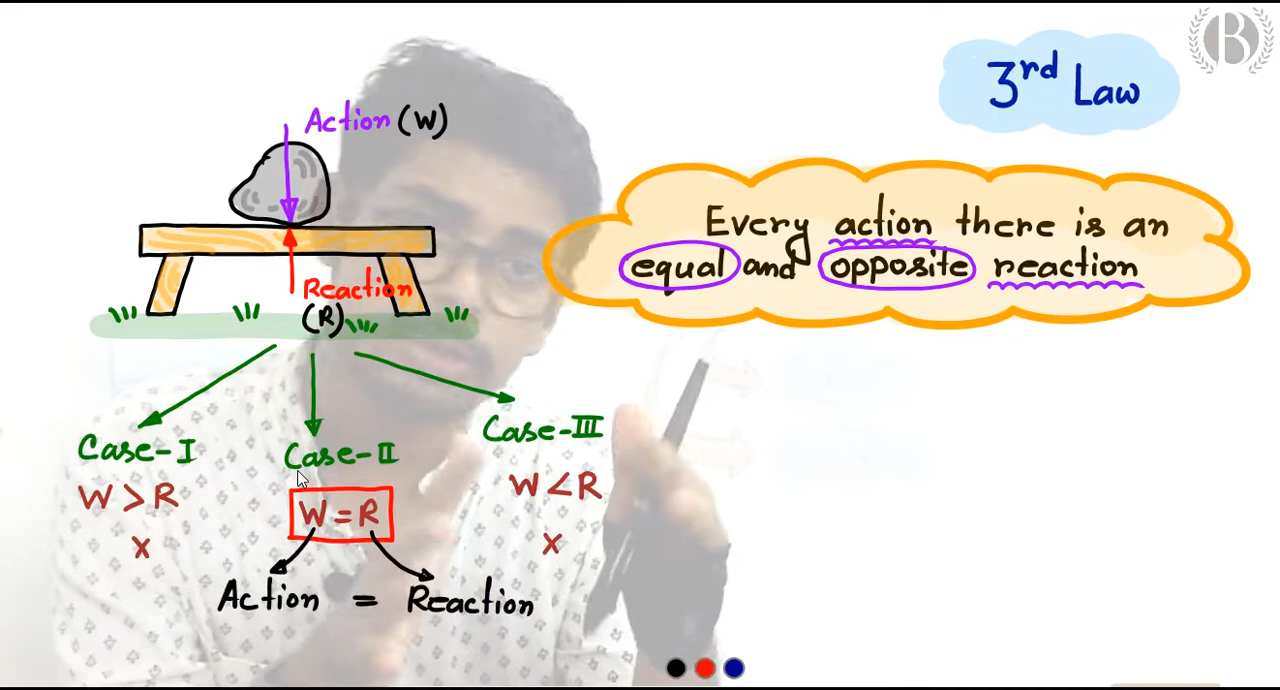 B
3rd Law
Action (W)
Every action there is an
equal and opposite reaction
Reaction
(R)
Case-I
Case-II
Case-III
W > R
W = R
W < R
x
x
Action = Reaction